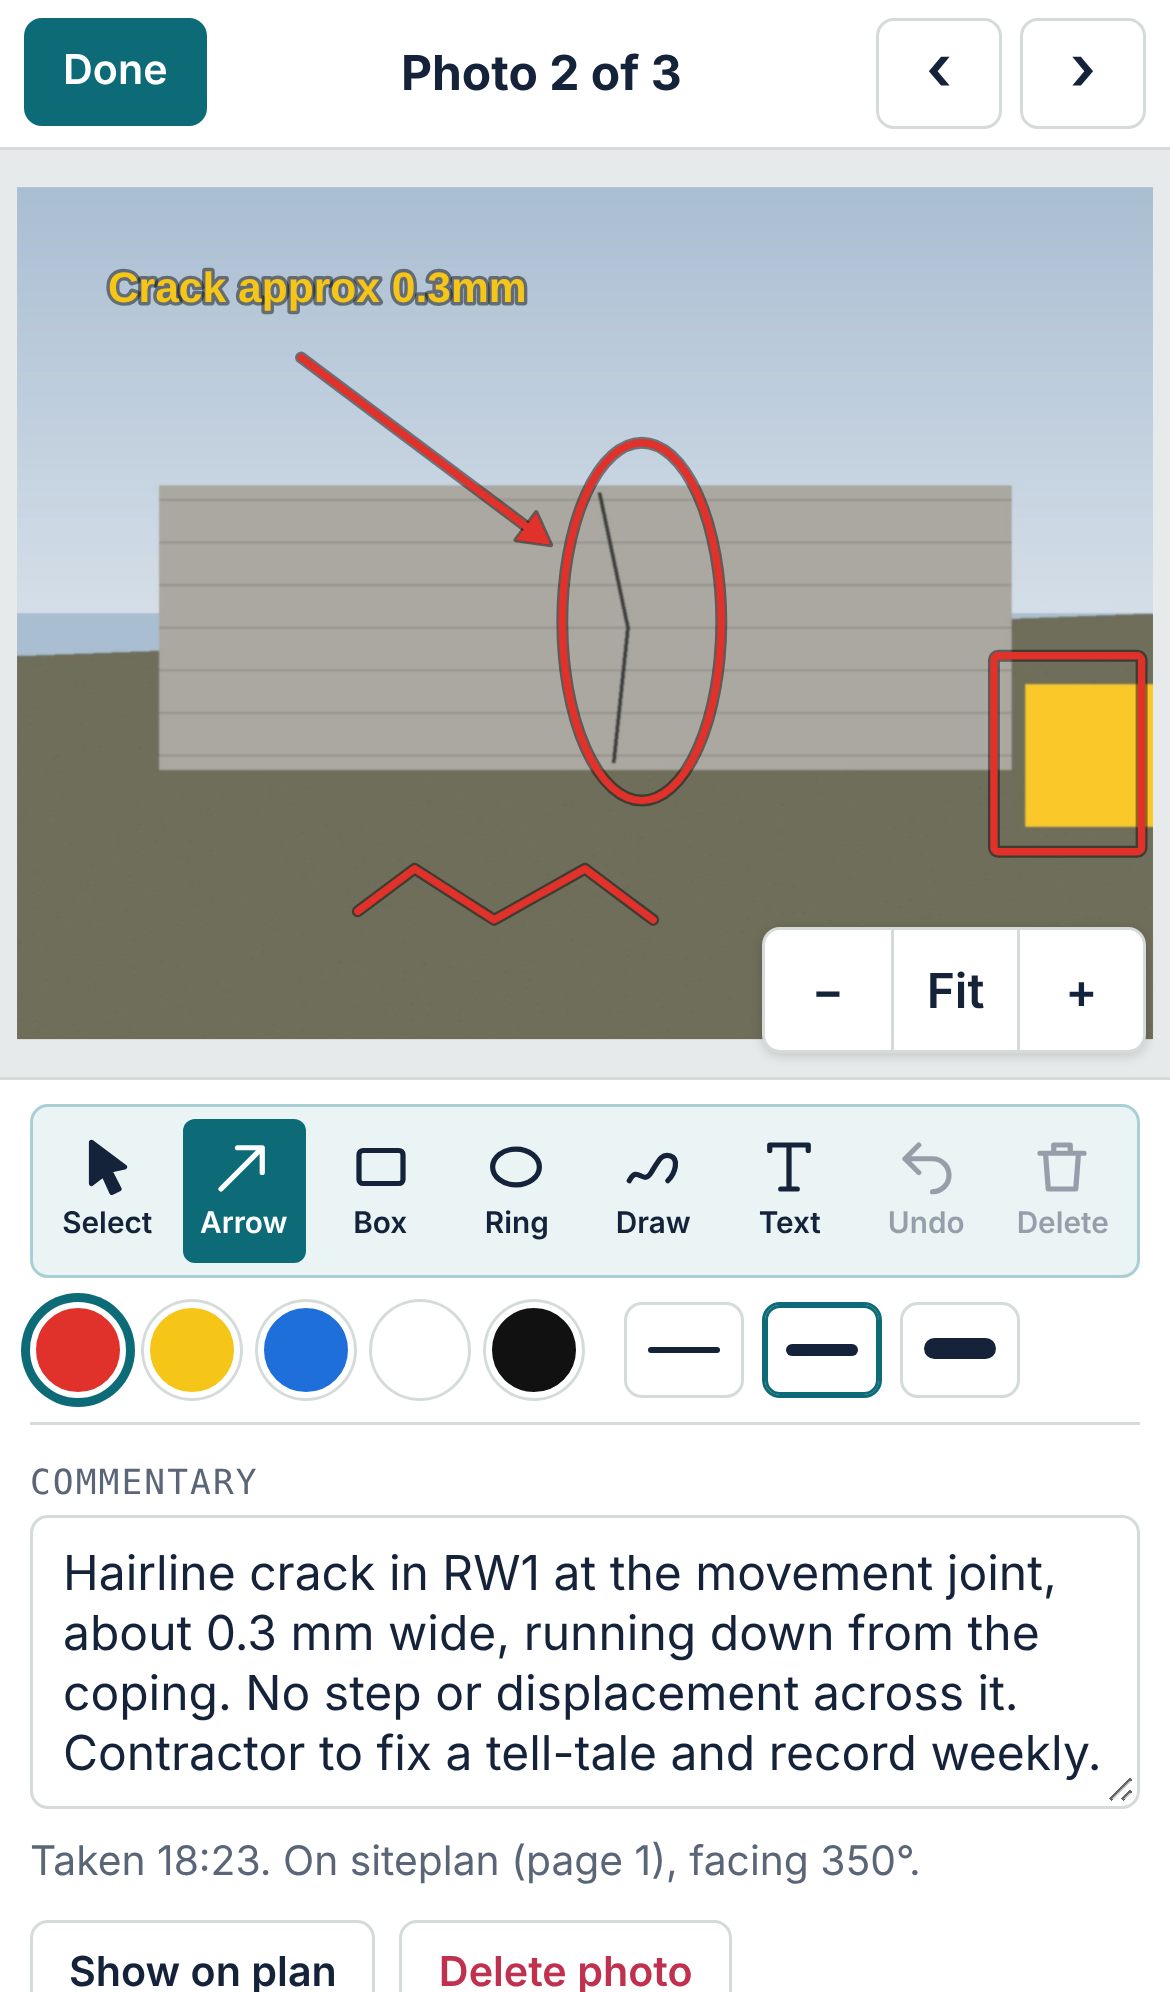 Done
Photo 2 of 3
Crack approx 0.3mm
Fit
Select
Arrow
Box
Ring
Draw
Text
Undo
Delete
COMMENTARY
Hairline crack in RW1 at the movement joint,
about 0.3 mm wide, running down from the
coping. No step or displacement across it.
Contractor to fix a tell-tale and record weekly.
Taken 18:23. On siteplan (page 1), facing 350°.
Show on plan
Delete photo